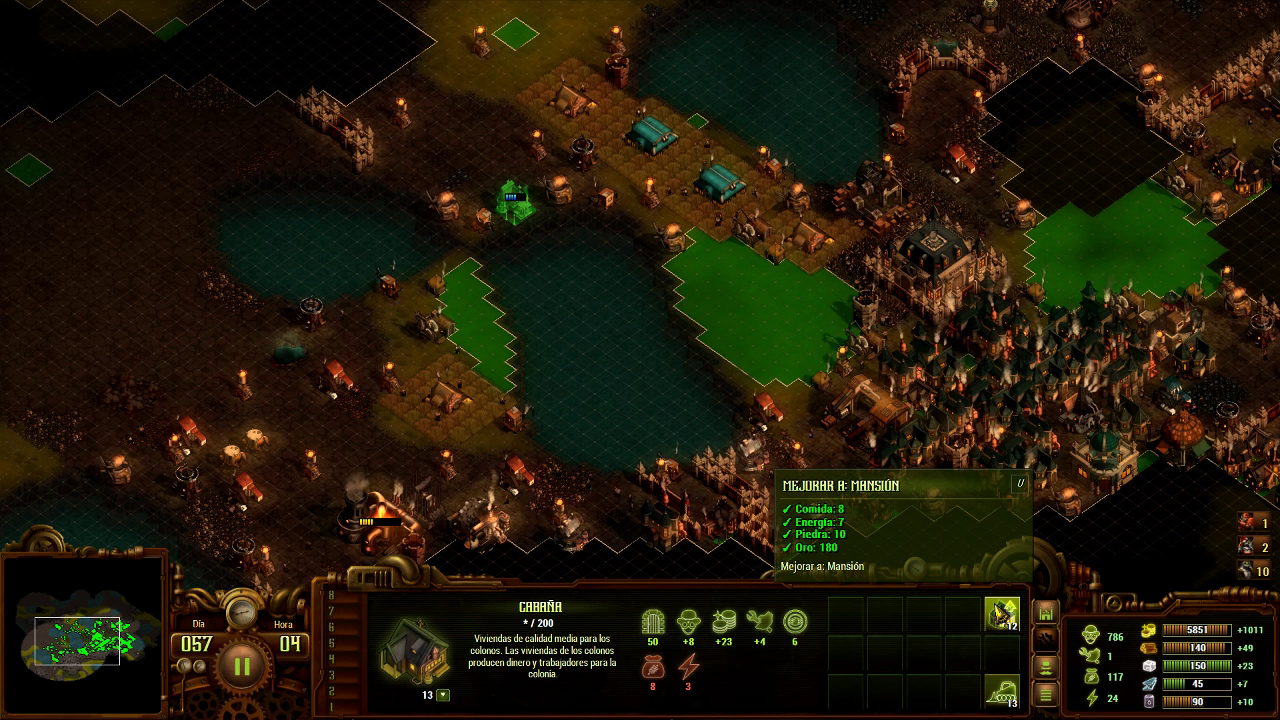 MEJORAR A: MANSIÓN U
✓ Comida: 8
✓ Energía: 7
✓ Piedra: 10
✓ Oro: 180
Mejorar a: Mansión
1
2
10
Día
Hora
057
04
8
7
6
5
4
3
2
1
CABAÑA
* / 200
Viviendas de calidad media para los
colonos. Las viviendas de los colonos
producen dinero y trabajadores para la
colonia.
13
50 +8 +23 +4 6
8 3
12
13
786
1
117
24
5851 +1011
140 +49
150 +23
45 +7
90 +10